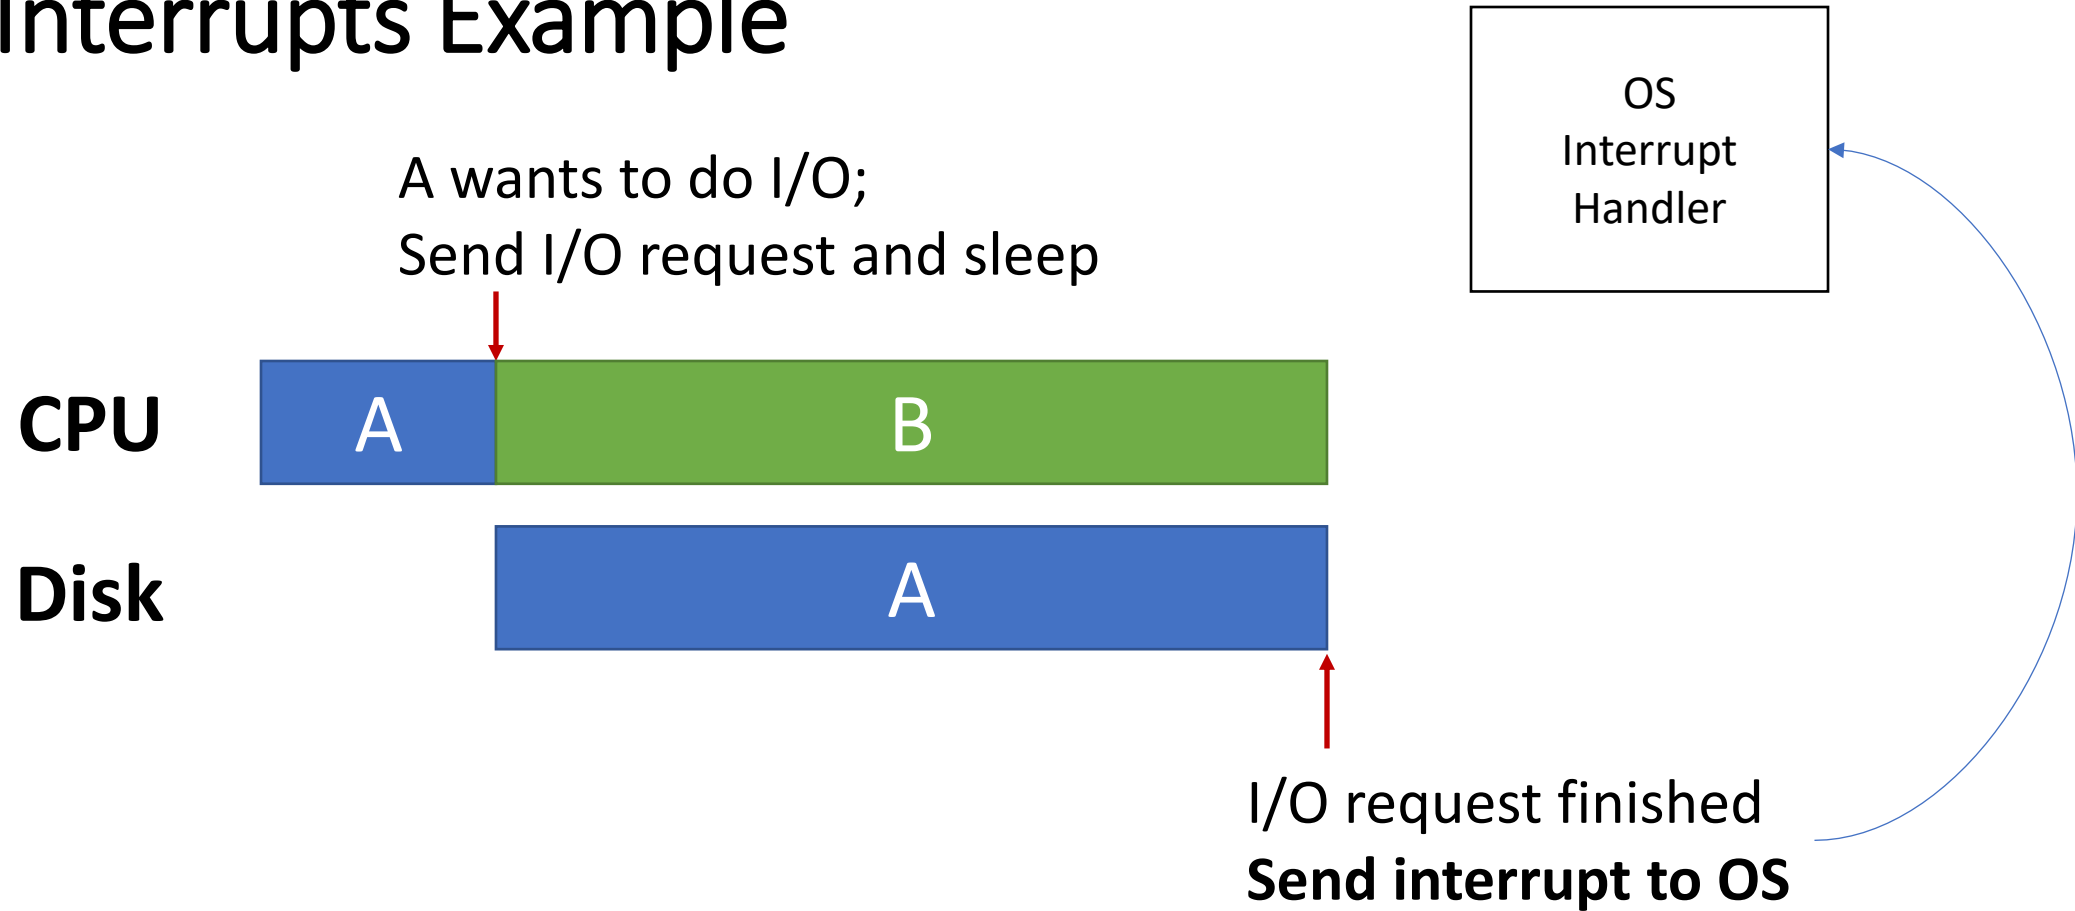 Interrupts Example
OS
Interrupt
Handler
A wants to do I/O;
Send I/O request and sleep
CPU
A
B
Disk
A
I/O request finished
Send interrupt to OS